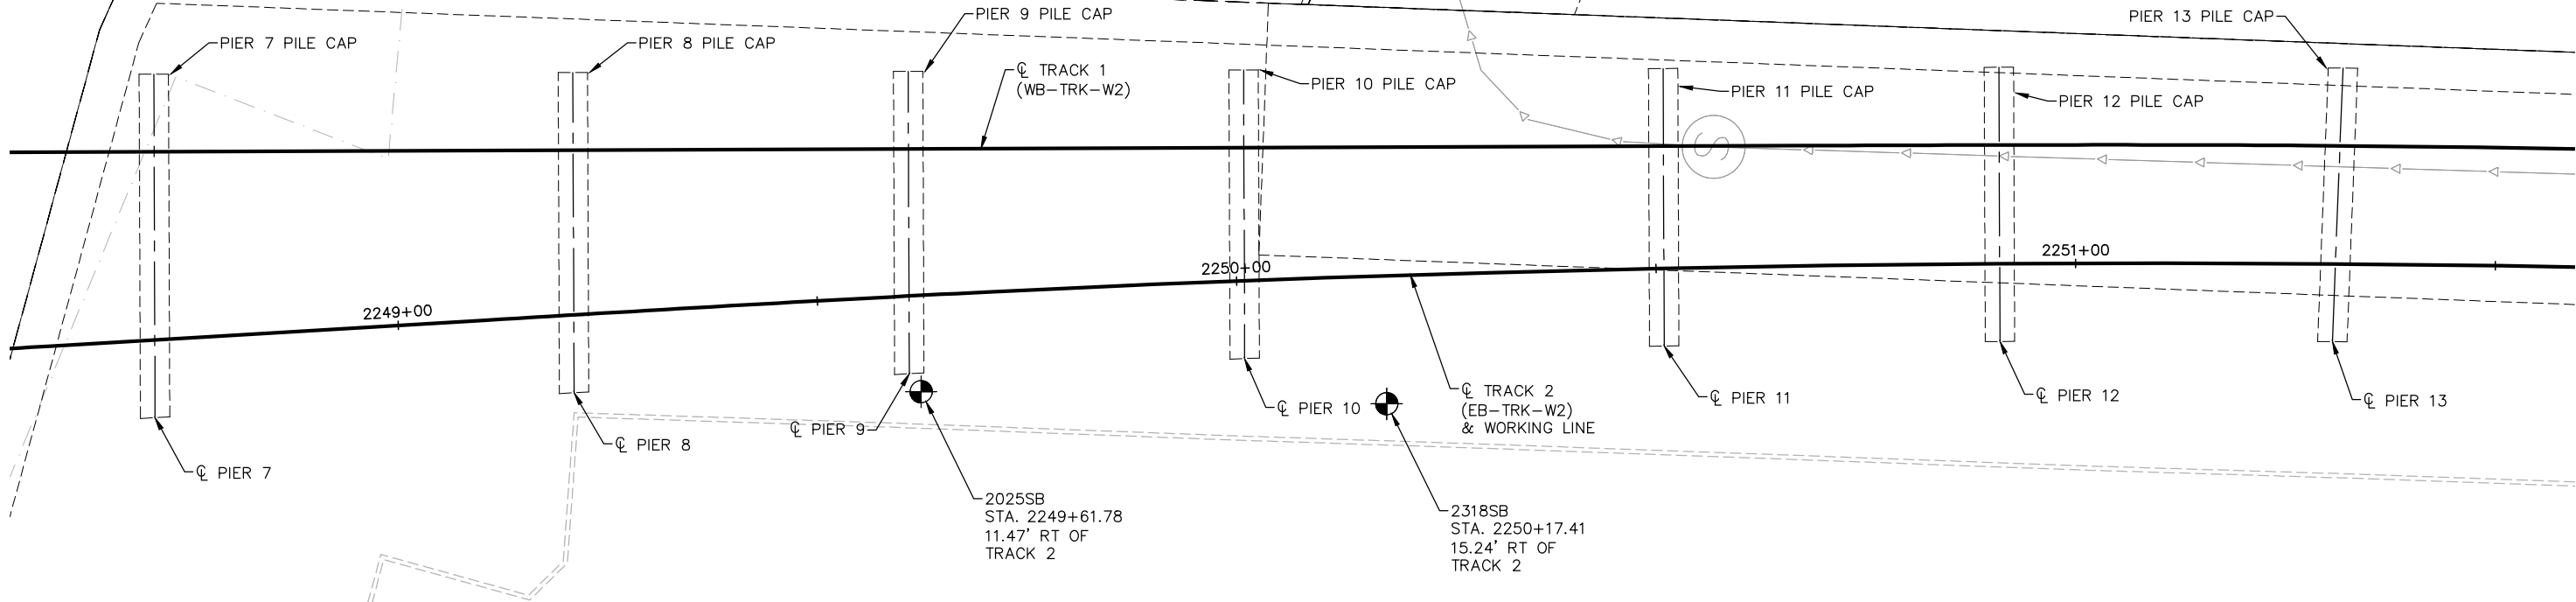 PIER 7 PILE CAP
PIER 8 PILE CAP
PIER 9 PILE CAP
℄ TRACK 1
(WB-TRK-W2)
PIER 10 PILE CAP
PIER 11 PILE CAP
PIER 12 PILE CAP
PIER 13 PILE CAP
S
2249+00
2250+00
2251+00
℄ PIER 7
℄ PIER 8
℄ PIER 9
℄ PIER 10
℄ TRACK 2
(EB-TRK-W2)
& WORKING LINE
℄ PIER 11
℄ PIER 12
℄ PIER 13
2025SB
STA. 2249+61.78
11.47' RT OF
TRACK 2
2318SB
STA. 2250+17.41
15.24' RT OF
TRACK 2